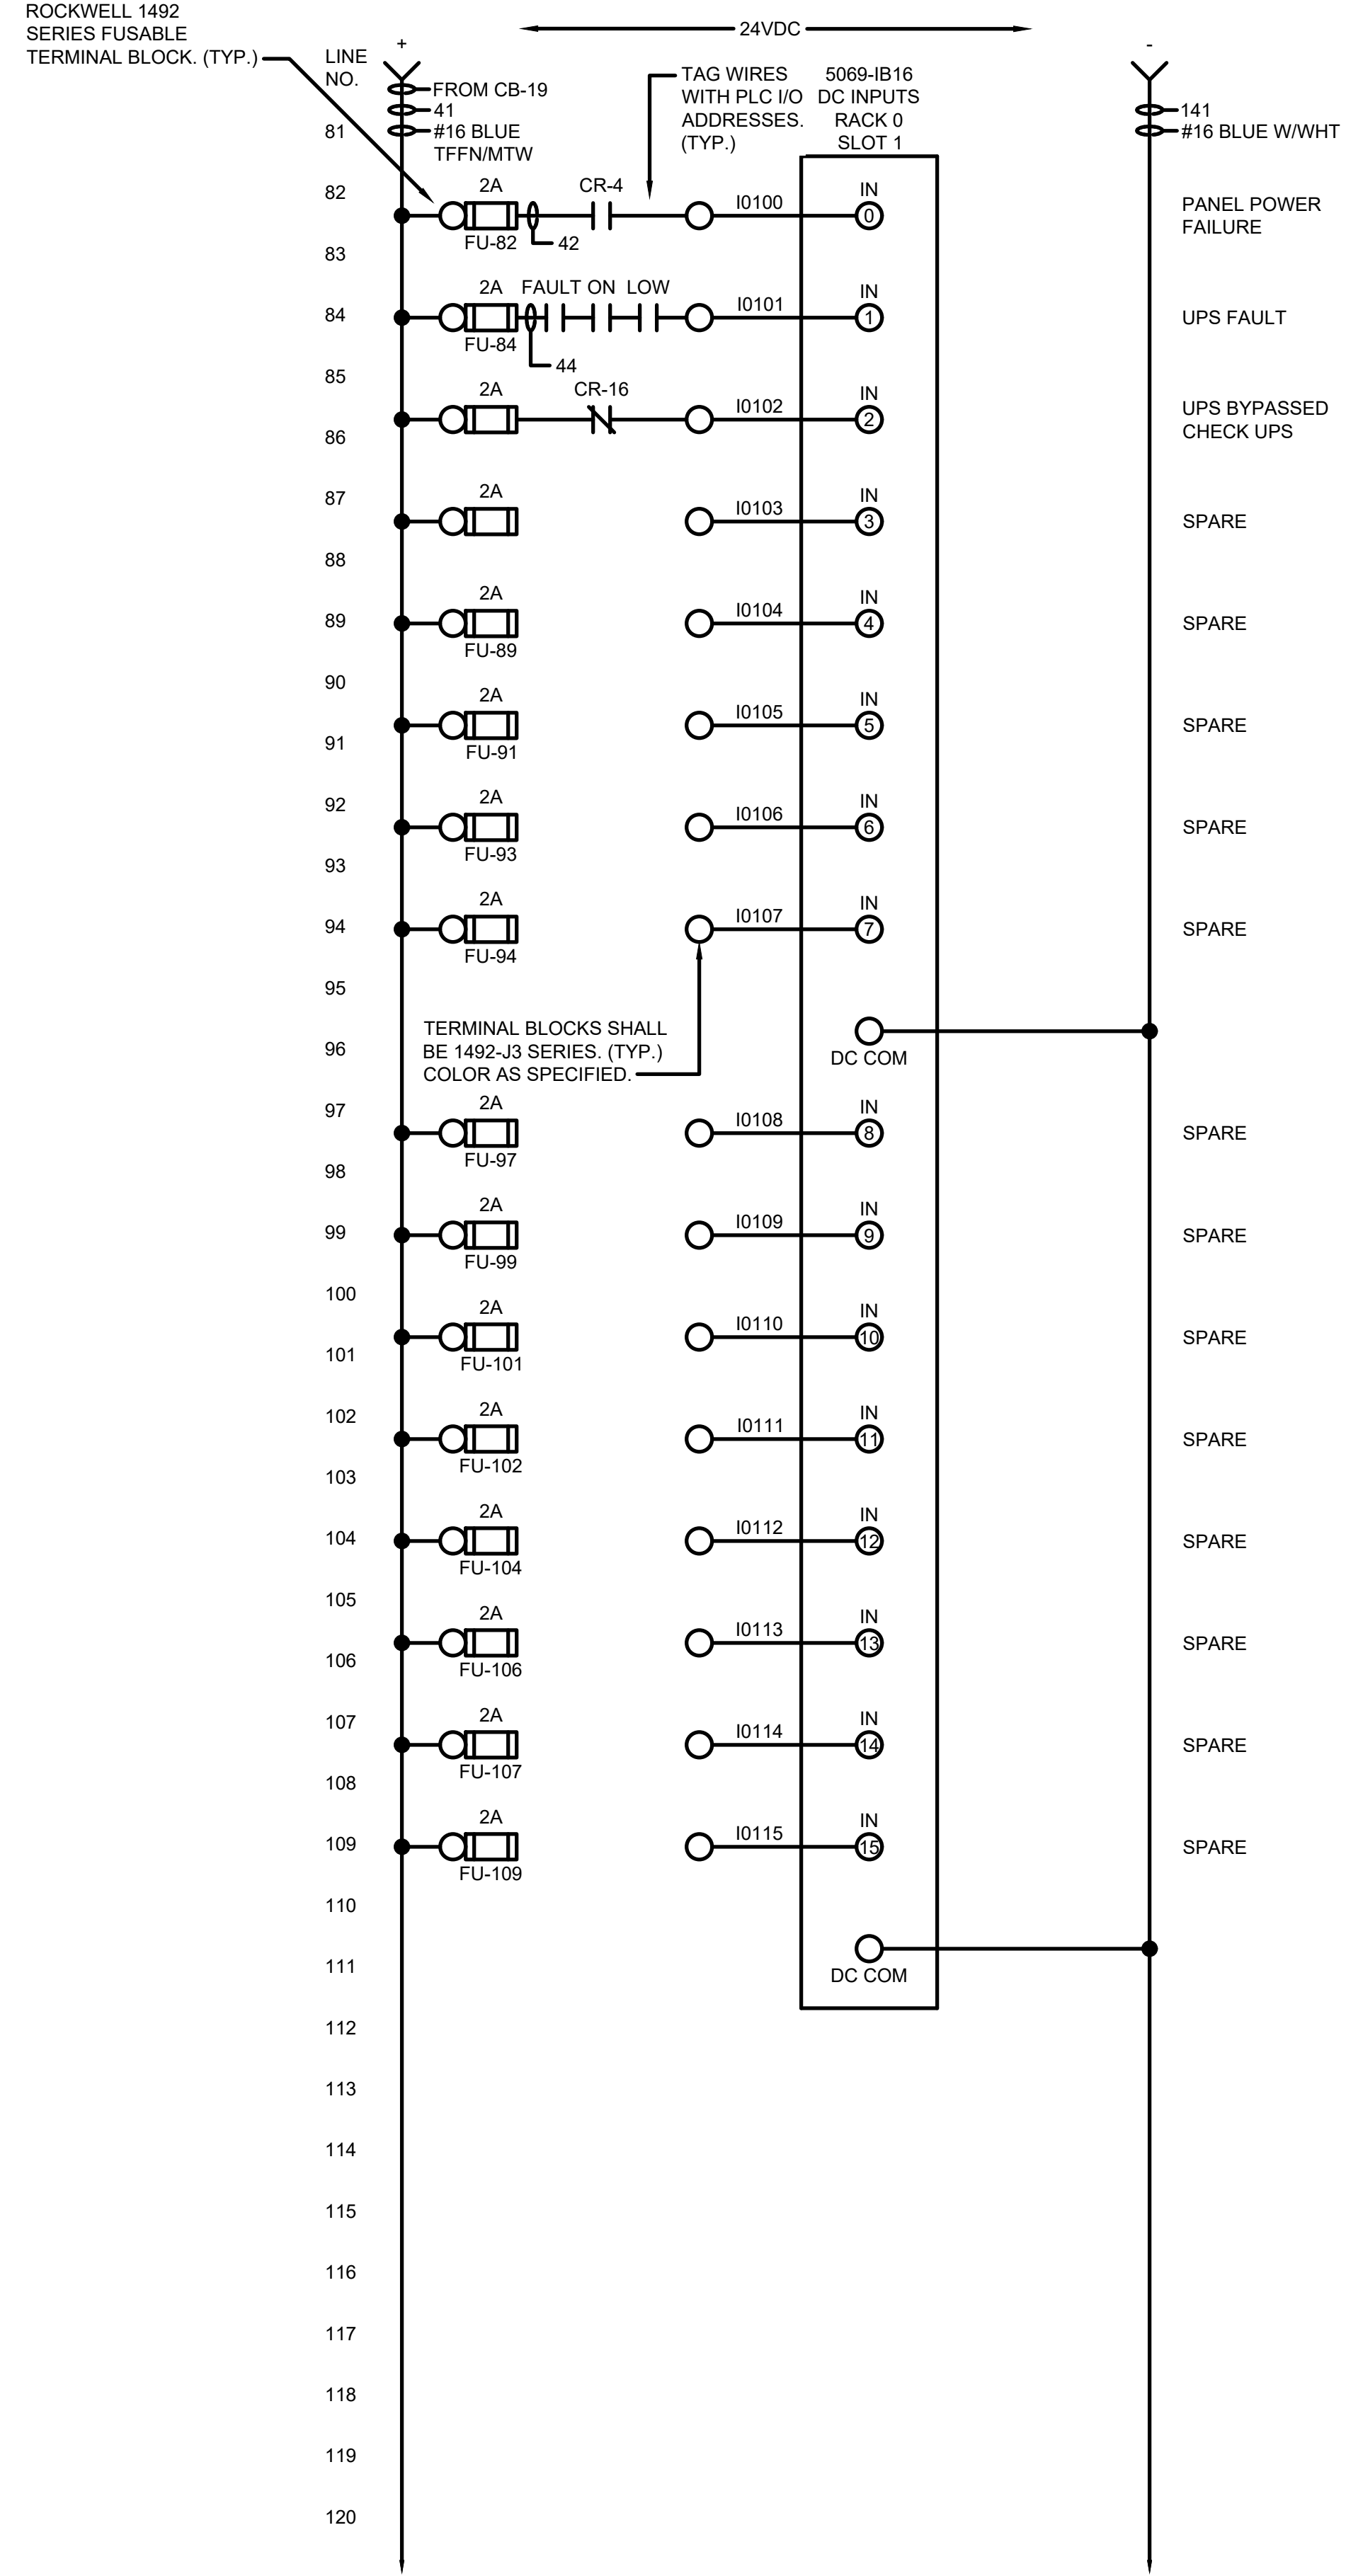 ROCKWELL 1492
SERIES FUSABLE
TERMINAL BLOCK. (TYP.)
24VDC
LINE
NO.
+
-
FROM CB-19
41
#16 BLUE
TFFN/MTW
TAG WIRES
WITH PLC I/O
ADDRESSES.
(TYP.)
5069-IB16
DC INPUTS
RACK 0
SLOT 1
141
#16 BLUE W/WHT
81
82
2A
CR-4
I0100
IN
0
PANEL POWER
FAILURE
FU-82
42
83
84
2A
FAULT ON LOW
I0101
IN
1
UPS FAULT
FU-84
44
85
2A
CR-16
I0102
IN
2
UPS BYPASSED
CHECK UPS
86
87
2A
I0103
IN
3
SPARE
88
89
2A
FU-89
I0104
IN
4
SPARE
90
2A
FU-91
I0105
IN
5
SPARE
91
92
2A
FU-93
I0106
IN
6
SPARE
93
94
2A
FU-94
I0107
IN
7
SPARE
95
TERMINAL BLOCKS SHALL
BE 1492-J3 SERIES. (TYP.)
COLOR AS SPECIFIED.
DC COM
96
97
2A
FU-97
I0108
IN
8
SPARE
98
99
2A
FU-99
I0109
IN
9
SPARE
100
2A
FU-101
I0110
IN
10
SPARE
101
102
2A
FU-102
I0111
IN
11
SPARE
103
104
2A
FU-104
I0112
IN
12
SPARE
105
2A
FU-106
I0113
IN
13
SPARE
106
107
2A
FU-107
I0114
IN
14
SPARE
108
109
2A
FU-109
I0115
IN
15
SPARE
110
DC COM
111
112
113
114
115
116
117
118
119
120